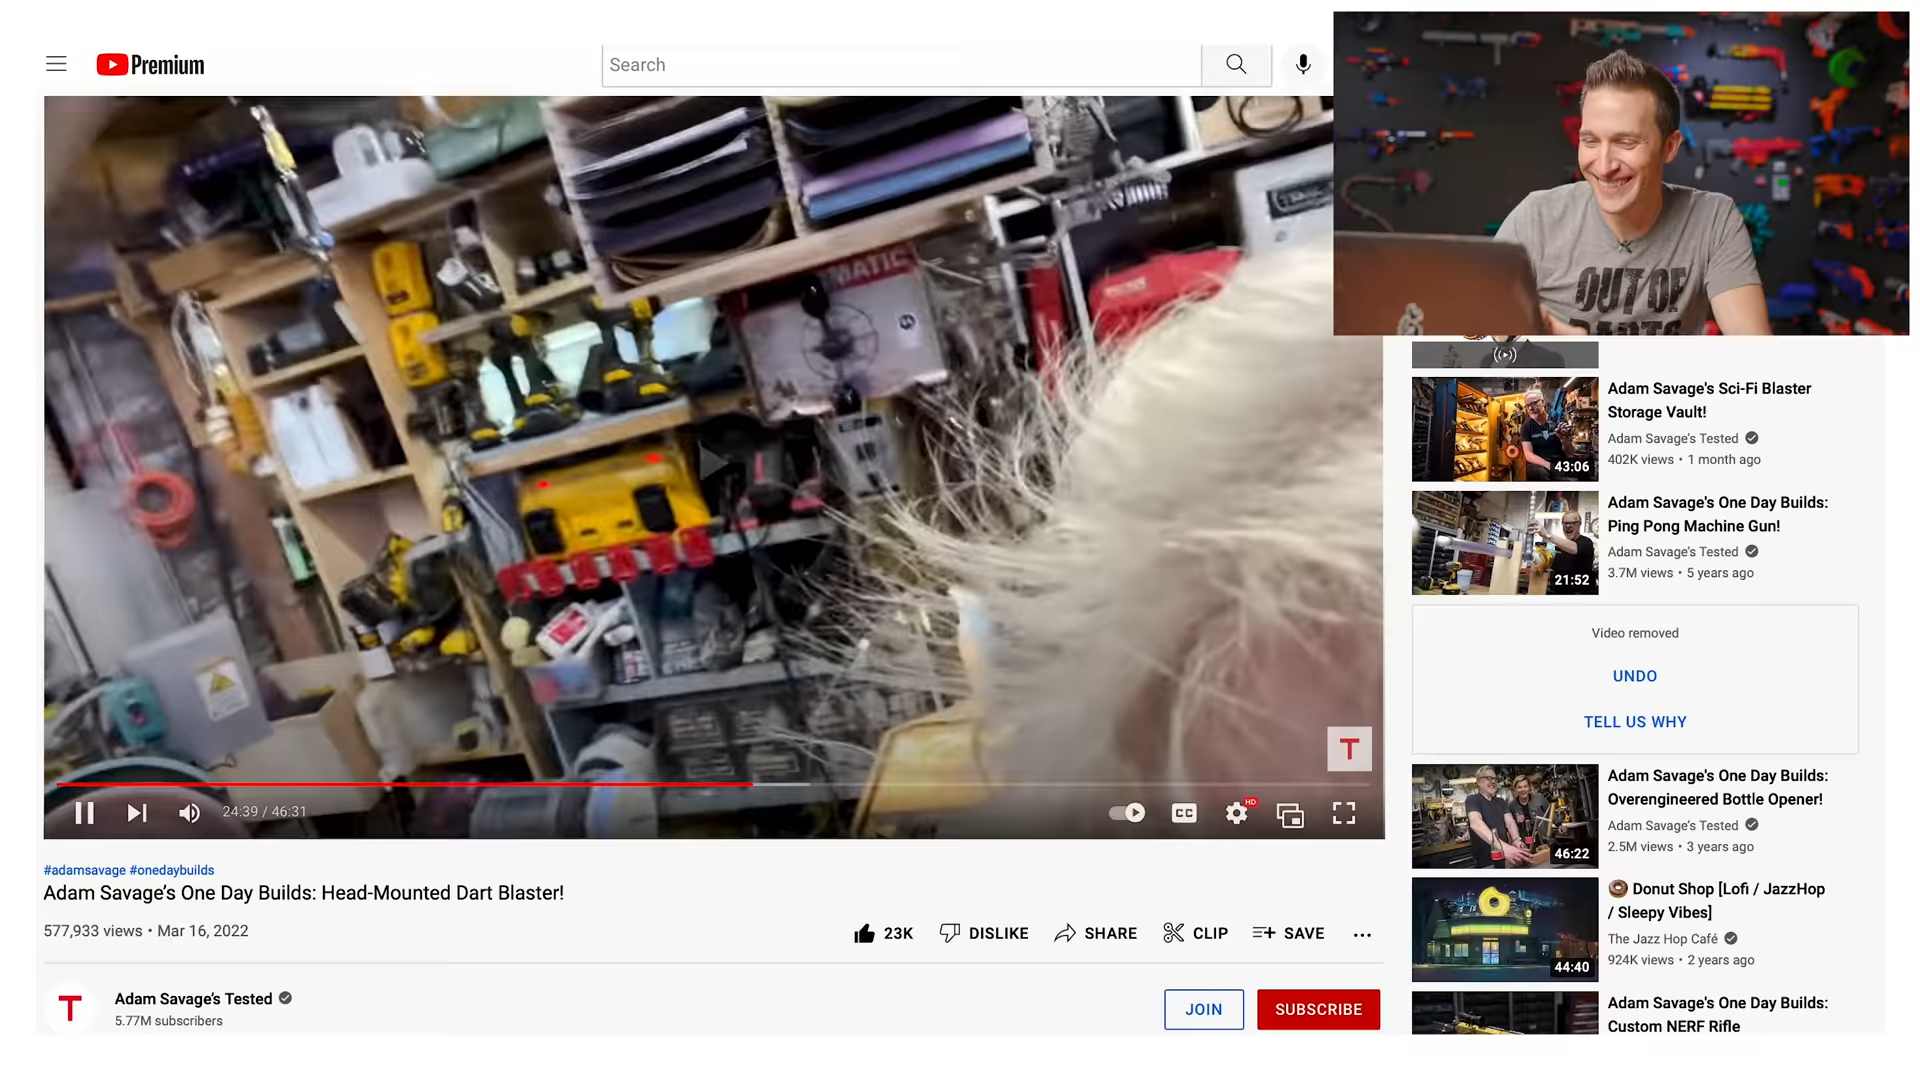 Premium
Search
OUT OF
DARTS
MATIC
T
24:39 / 46:31
CC
HD
#adamsavage #onedaybuilds
Adam Savage’s One Day Builds: Head-Mounted Dart Blaster!
577,933 views • Mar 16, 2022
23K
DISLIKE
SHARE
CLIP
SAVE
T
Adam Savage’s Tested
5.77M subscribers
JOIN
SUBSCRIBE
Adam Savage's Sci-Fi Blaster
Storage Vault!
Adam Savage’s Tested
402K views • 1 month ago
43:06
Adam Savage's One Day Builds:
Ping Pong Machine Gun!
Adam Savage’s Tested
3.7M views • 5 years ago
21:52
Video removed
UNDO
TELL US WHY
Adam Savage's One Day Builds:
Overengineered Bottle Opener!
Adam Savage’s Tested
2.5M views • 3 years ago
46:22
🍩 Donut Shop [Lofi / JazzHop
/ Sleepy Vibes]
The Jazz Hop Café
924K views • 2 years ago
44:40
Adam Savage's One Day Builds:
Custom NERF Rifle